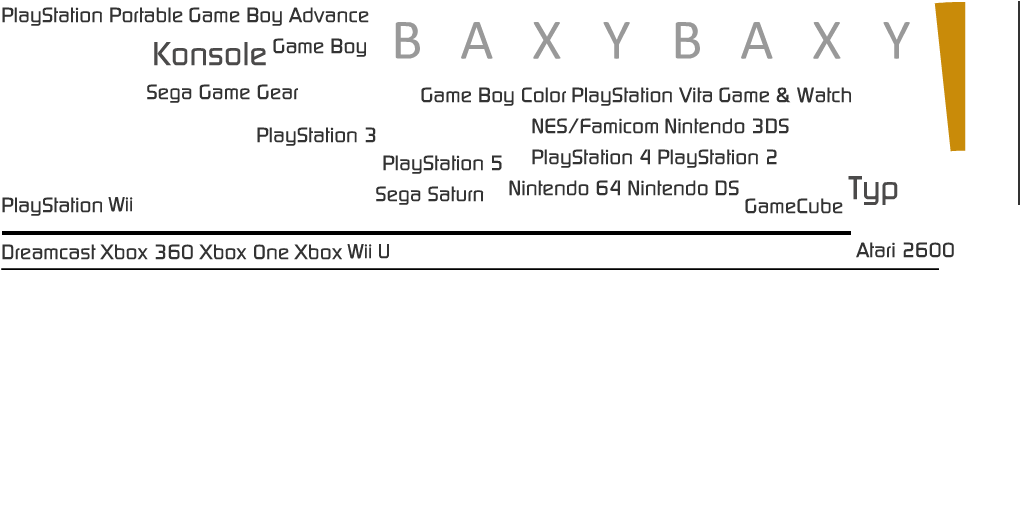 PlayStation Portable Game Boy Advance
Konsole Game Boy
B A X Y B A X Y
Sega Game Gear
Game Boy Color PlayStation Vita Game & Watch
PlayStation 3
NES/Famicom Nintendo 3DS
PlayStation 5
PlayStation 4 PlayStation 2
Sega Saturn
Nintendo 64 Nintendo DS
Typ
PlayStation Wii
GameCube
Dreamcast Xbox 360 Xbox One Xbox Wii U
Atari 2600